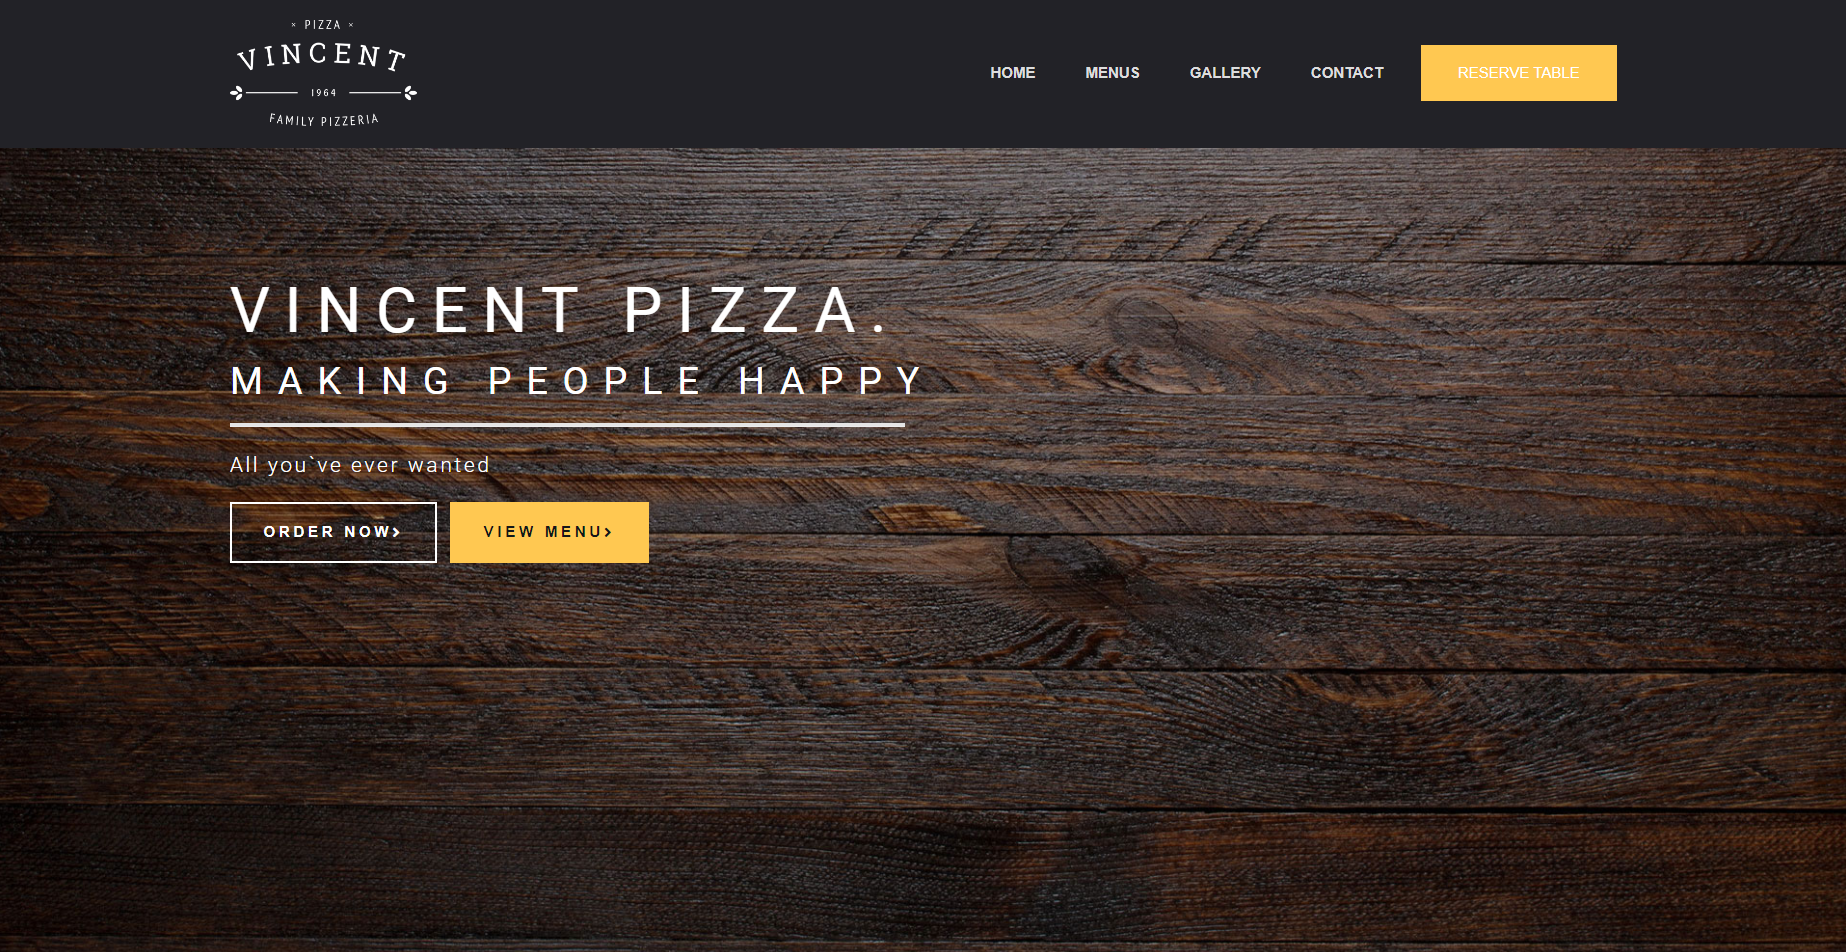 × PIZZA ×
VINCENT
1964
FAMILY PIZZERIA
HOME MENUS GALLERY CONTACT RESERVE TABLE
VINCENT PIZZA.
MAKING PEOPLE HAPPY
All you`ve ever wanted
ORDER NOW› VIEW MENU›